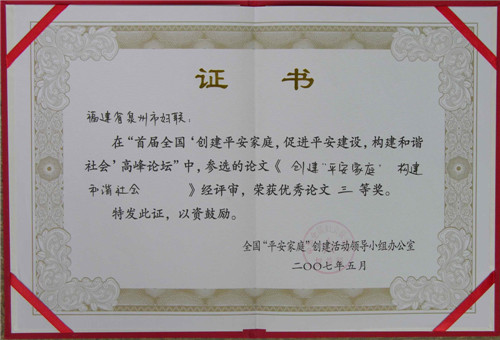 证 书
福建省泉州市妇联：
在“首届全国‘创建平安家庭，促进平安建设，构建和谐
社会’高峰论坛”中，参选的论文《 创建“平安家庭” 构建
和谐社会 》经评审，荣获优秀论文 三 等奖。
特发此证，以资鼓励。
全国“平安家庭”创建活动领导小组办公室
二〇〇七年五月